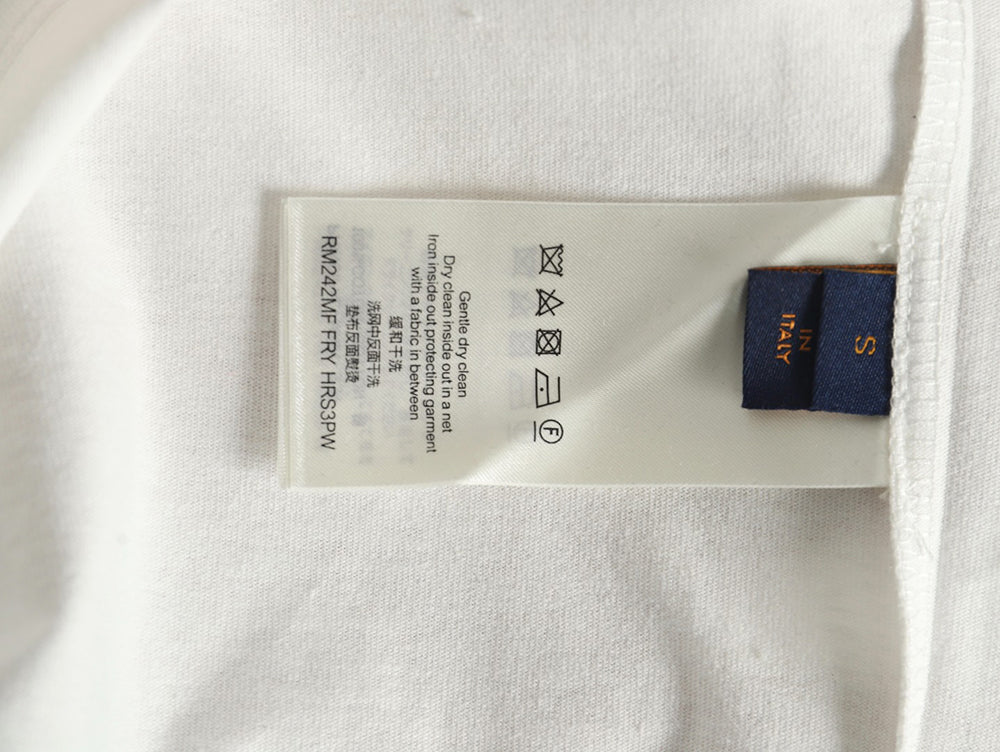 Gentle dry clean
Dry clean inside out in a net
Iron inside out protecting garment
with a fabric in between
缓和干洗
洗网中反面干洗
垫布反面熨烫
RM242MF FRY HRS3PW
F
S
IN
ITALY